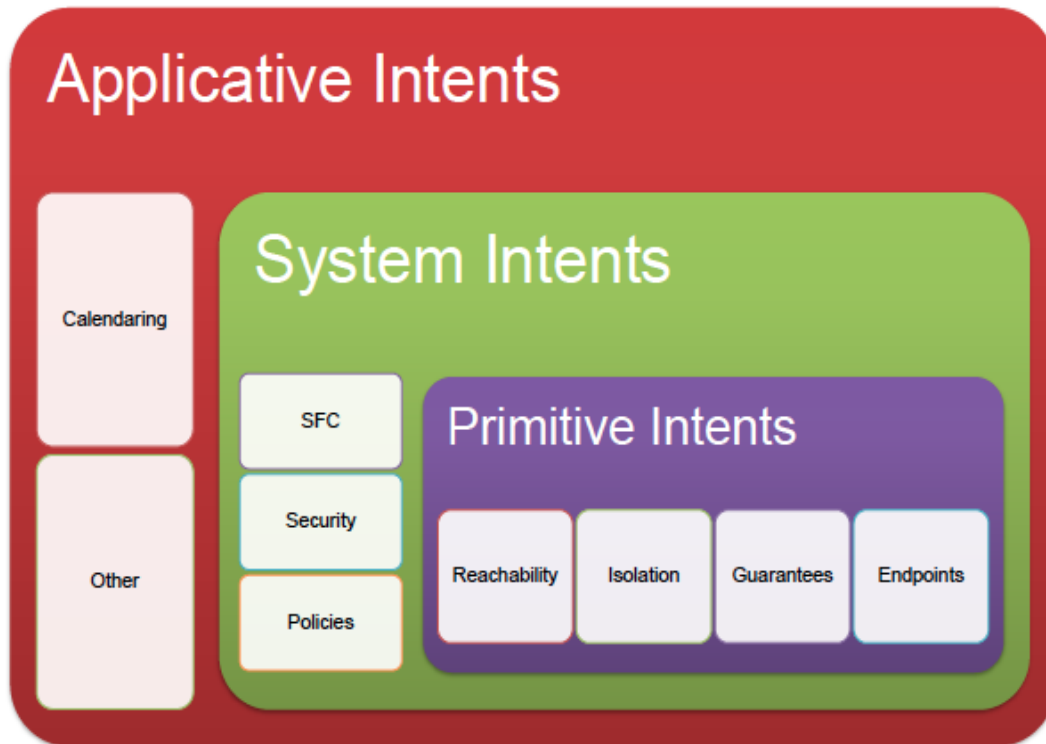 Applicative Intents
Calendaring
Other
System Intents
SFC
Security
Policies
Primitive Intents
Reachability
Isolation
Guarantees
Endpoints